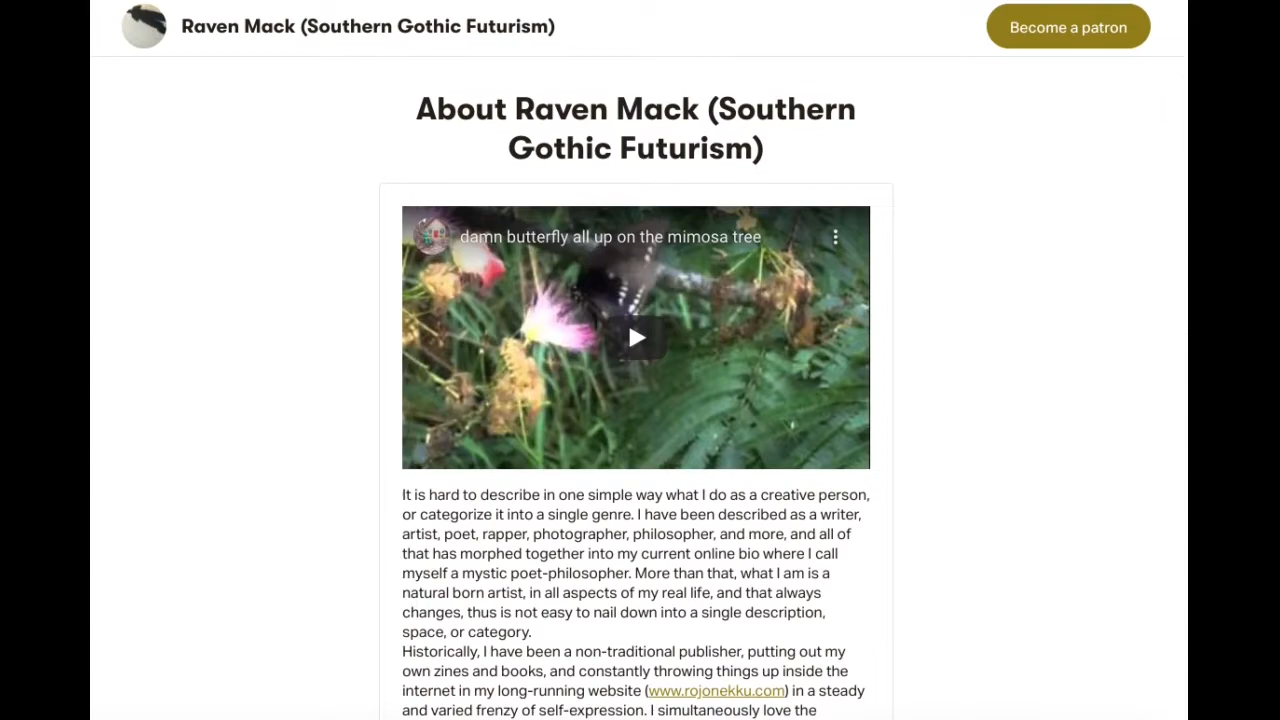 Raven Mack (Southern Gothic Futurism)
Become a patron
About Raven Mack (Southern
Gothic Futurism)
damn butterfly all up on the mimosa tree
It is hard to describe in one simple way what I do as a creative person,
or categorize it into a single genre. I have been described as a writer,
artist, poet, rapper, photographer, philosopher, and more, and all of
that has morphed together into my current online bio where I call
myself a mystic poet-philosopher. More than that, what I am is a
natural born artist, in all aspects of my real life, and that always
changes, thus is not easy to nail down into a single description,
space, or category.
Historically, I have been a non-traditional publisher, putting out my
own zines and books, and constantly throwing things up inside the
internet in my long-running website (www.rojonekku.com) in a steady
and varied frenzy of self-expression. I simultaneously love the